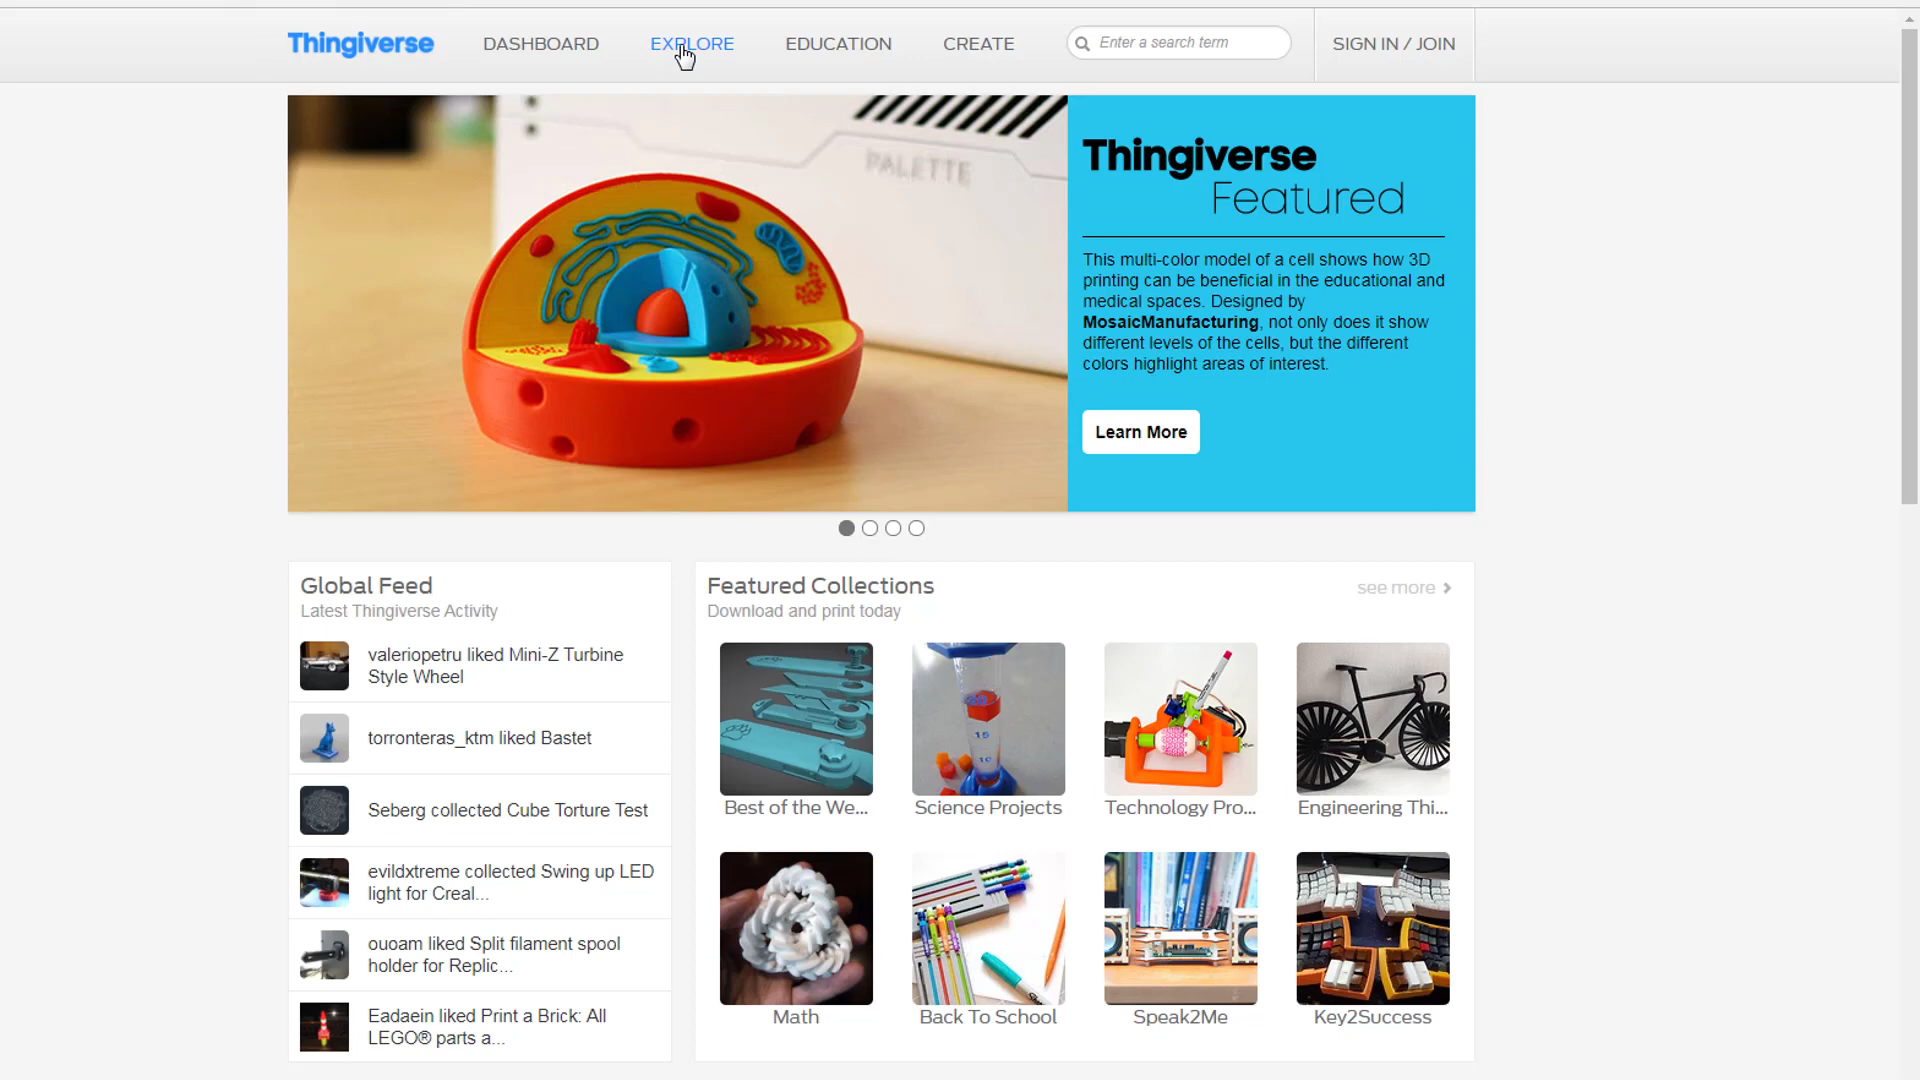 Thingiverse
DASHBOARD
EXPLORE
EDUCATION
CREATE
Enter a search term
SIGN IN / JOIN
PALETTE
Thingiverse
Featured
This multi-color model of a cell shows how 3D
printing can be beneficial in the educational and
medical spaces. Designed by
MosaicManufacturing, not only does it show
different levels of the cells, but the different
colors highlight areas of interest.
Learn More
Global Feed
Latest Thingiverse Activity
valeriopetru liked Mini-Z Turbine
Style Wheel
torronteras_ktm liked Bastet
Seberg collected Cube Torture Test
evildxtreme collected Swing up LED
light for Creal...
ouoam liked Split filament spool
holder for Replic...
Eadaein liked Print a Brick: All
LEGO® parts a...
Featured Collections
see more
Download and print today
Best of the We...
Science Projects
Technology Pro...
Engineering Thi...
15
10
Math
Back To School
Speak2Me
Key2Success